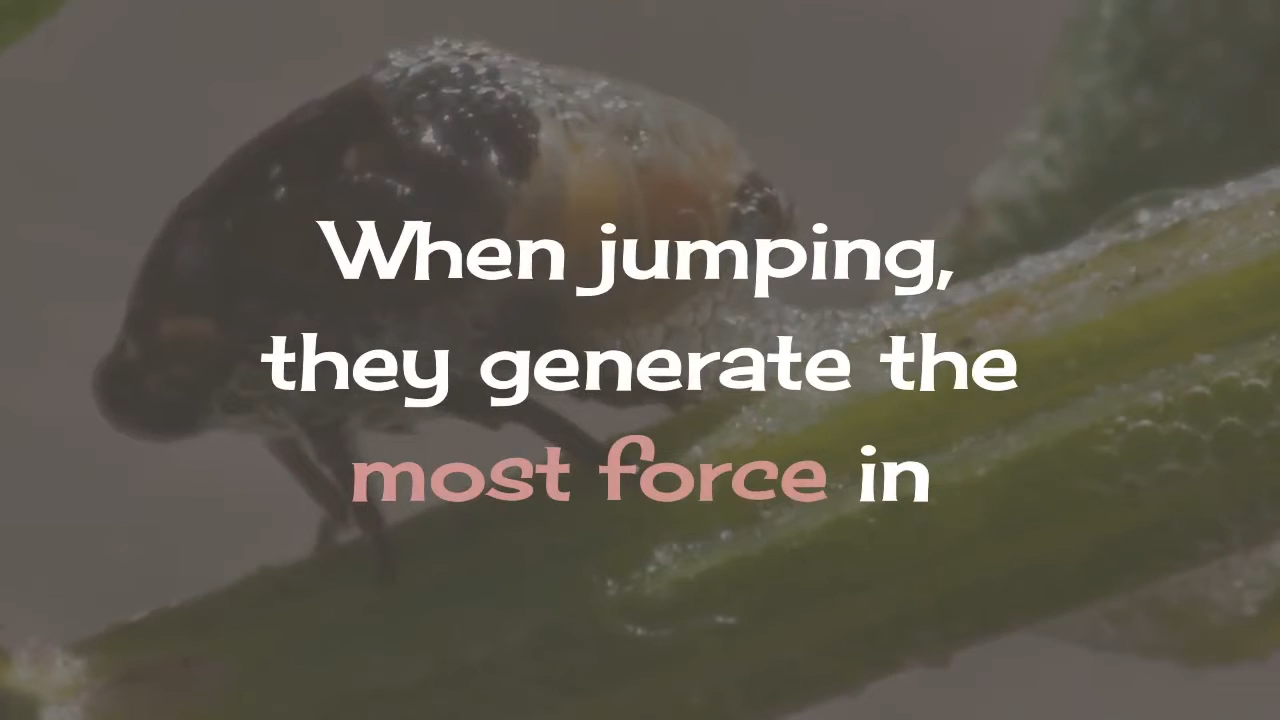 When jumping,
they generate the
most force in